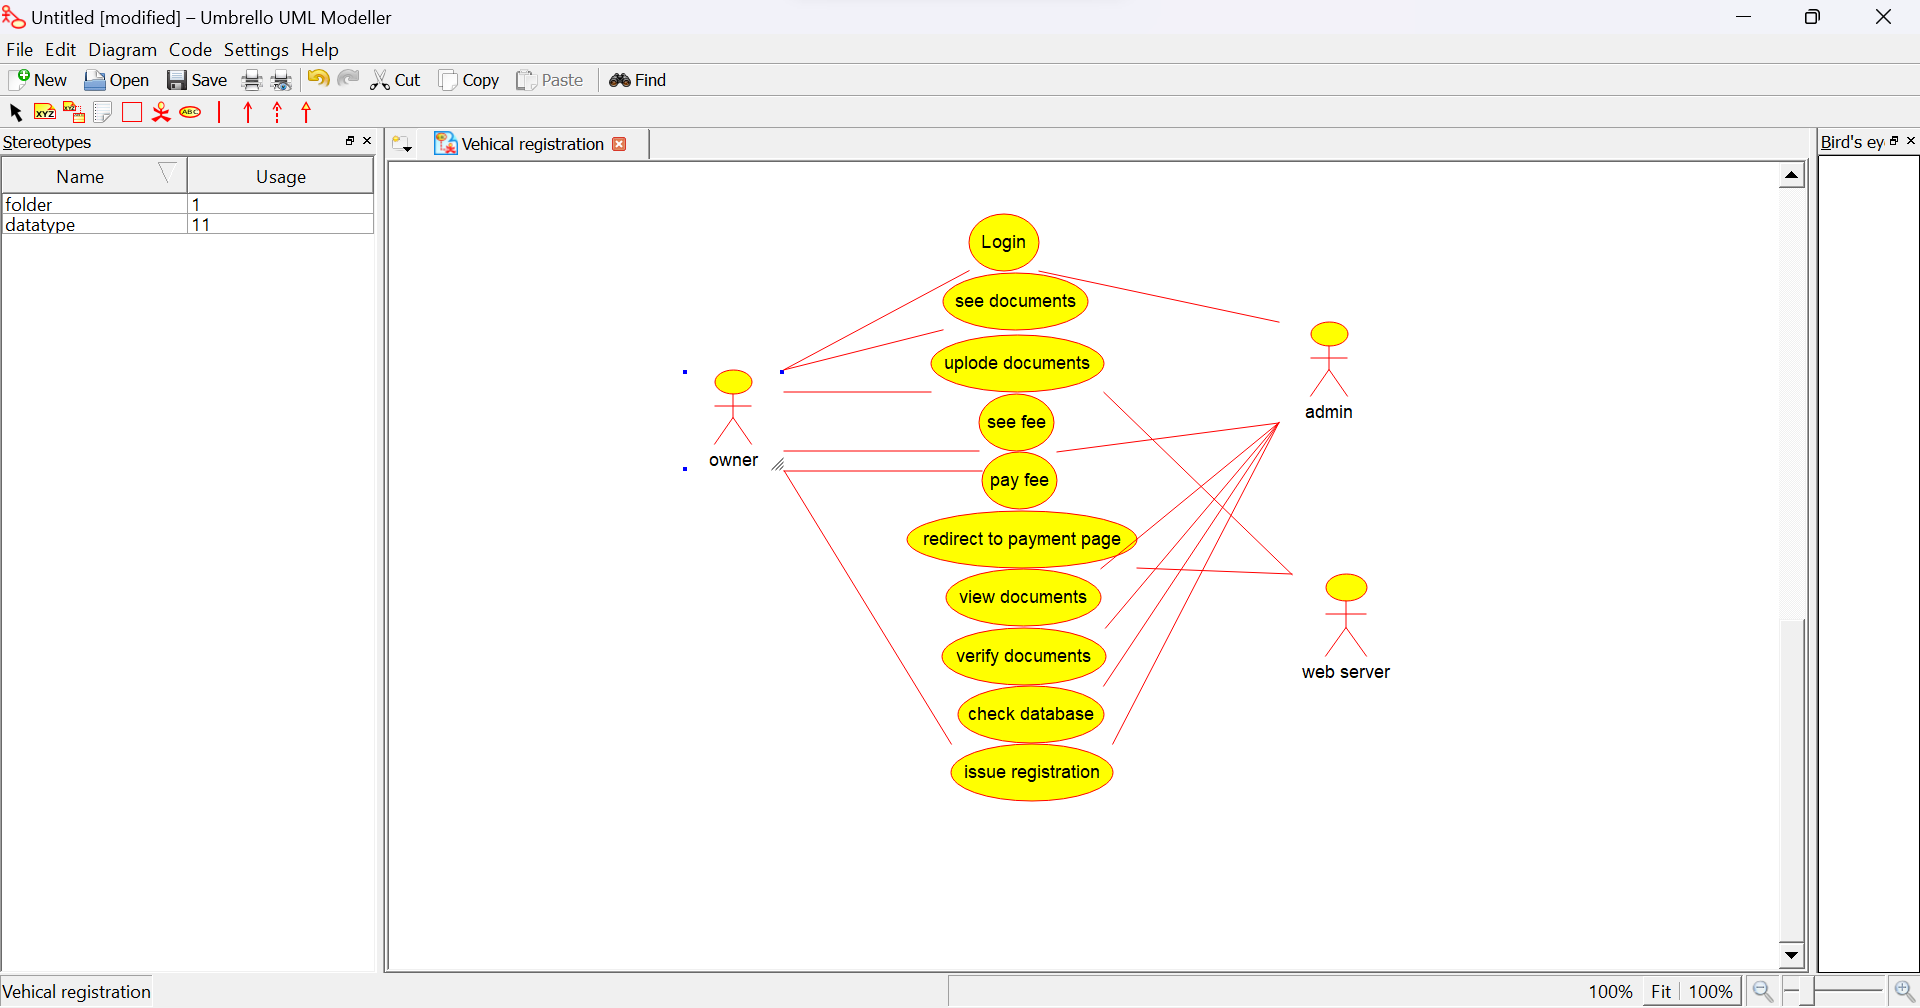 Untitled [modified] – Umbrello UML Modeller
File Edit Diagram Code Settings Help
New Open Save Cut Copy Paste Find
XYZ XYZ ABC
Stereotypes
Name Usage
folder 1
datatype 11
Vehical registration
Bird's ey
Login
see documents
uplode documents
see fee
pay fee
redirect to payment page
view documents
verify documents
check database
issue registration
owner
admin
web server
Vehical registration
100% Fit 100%